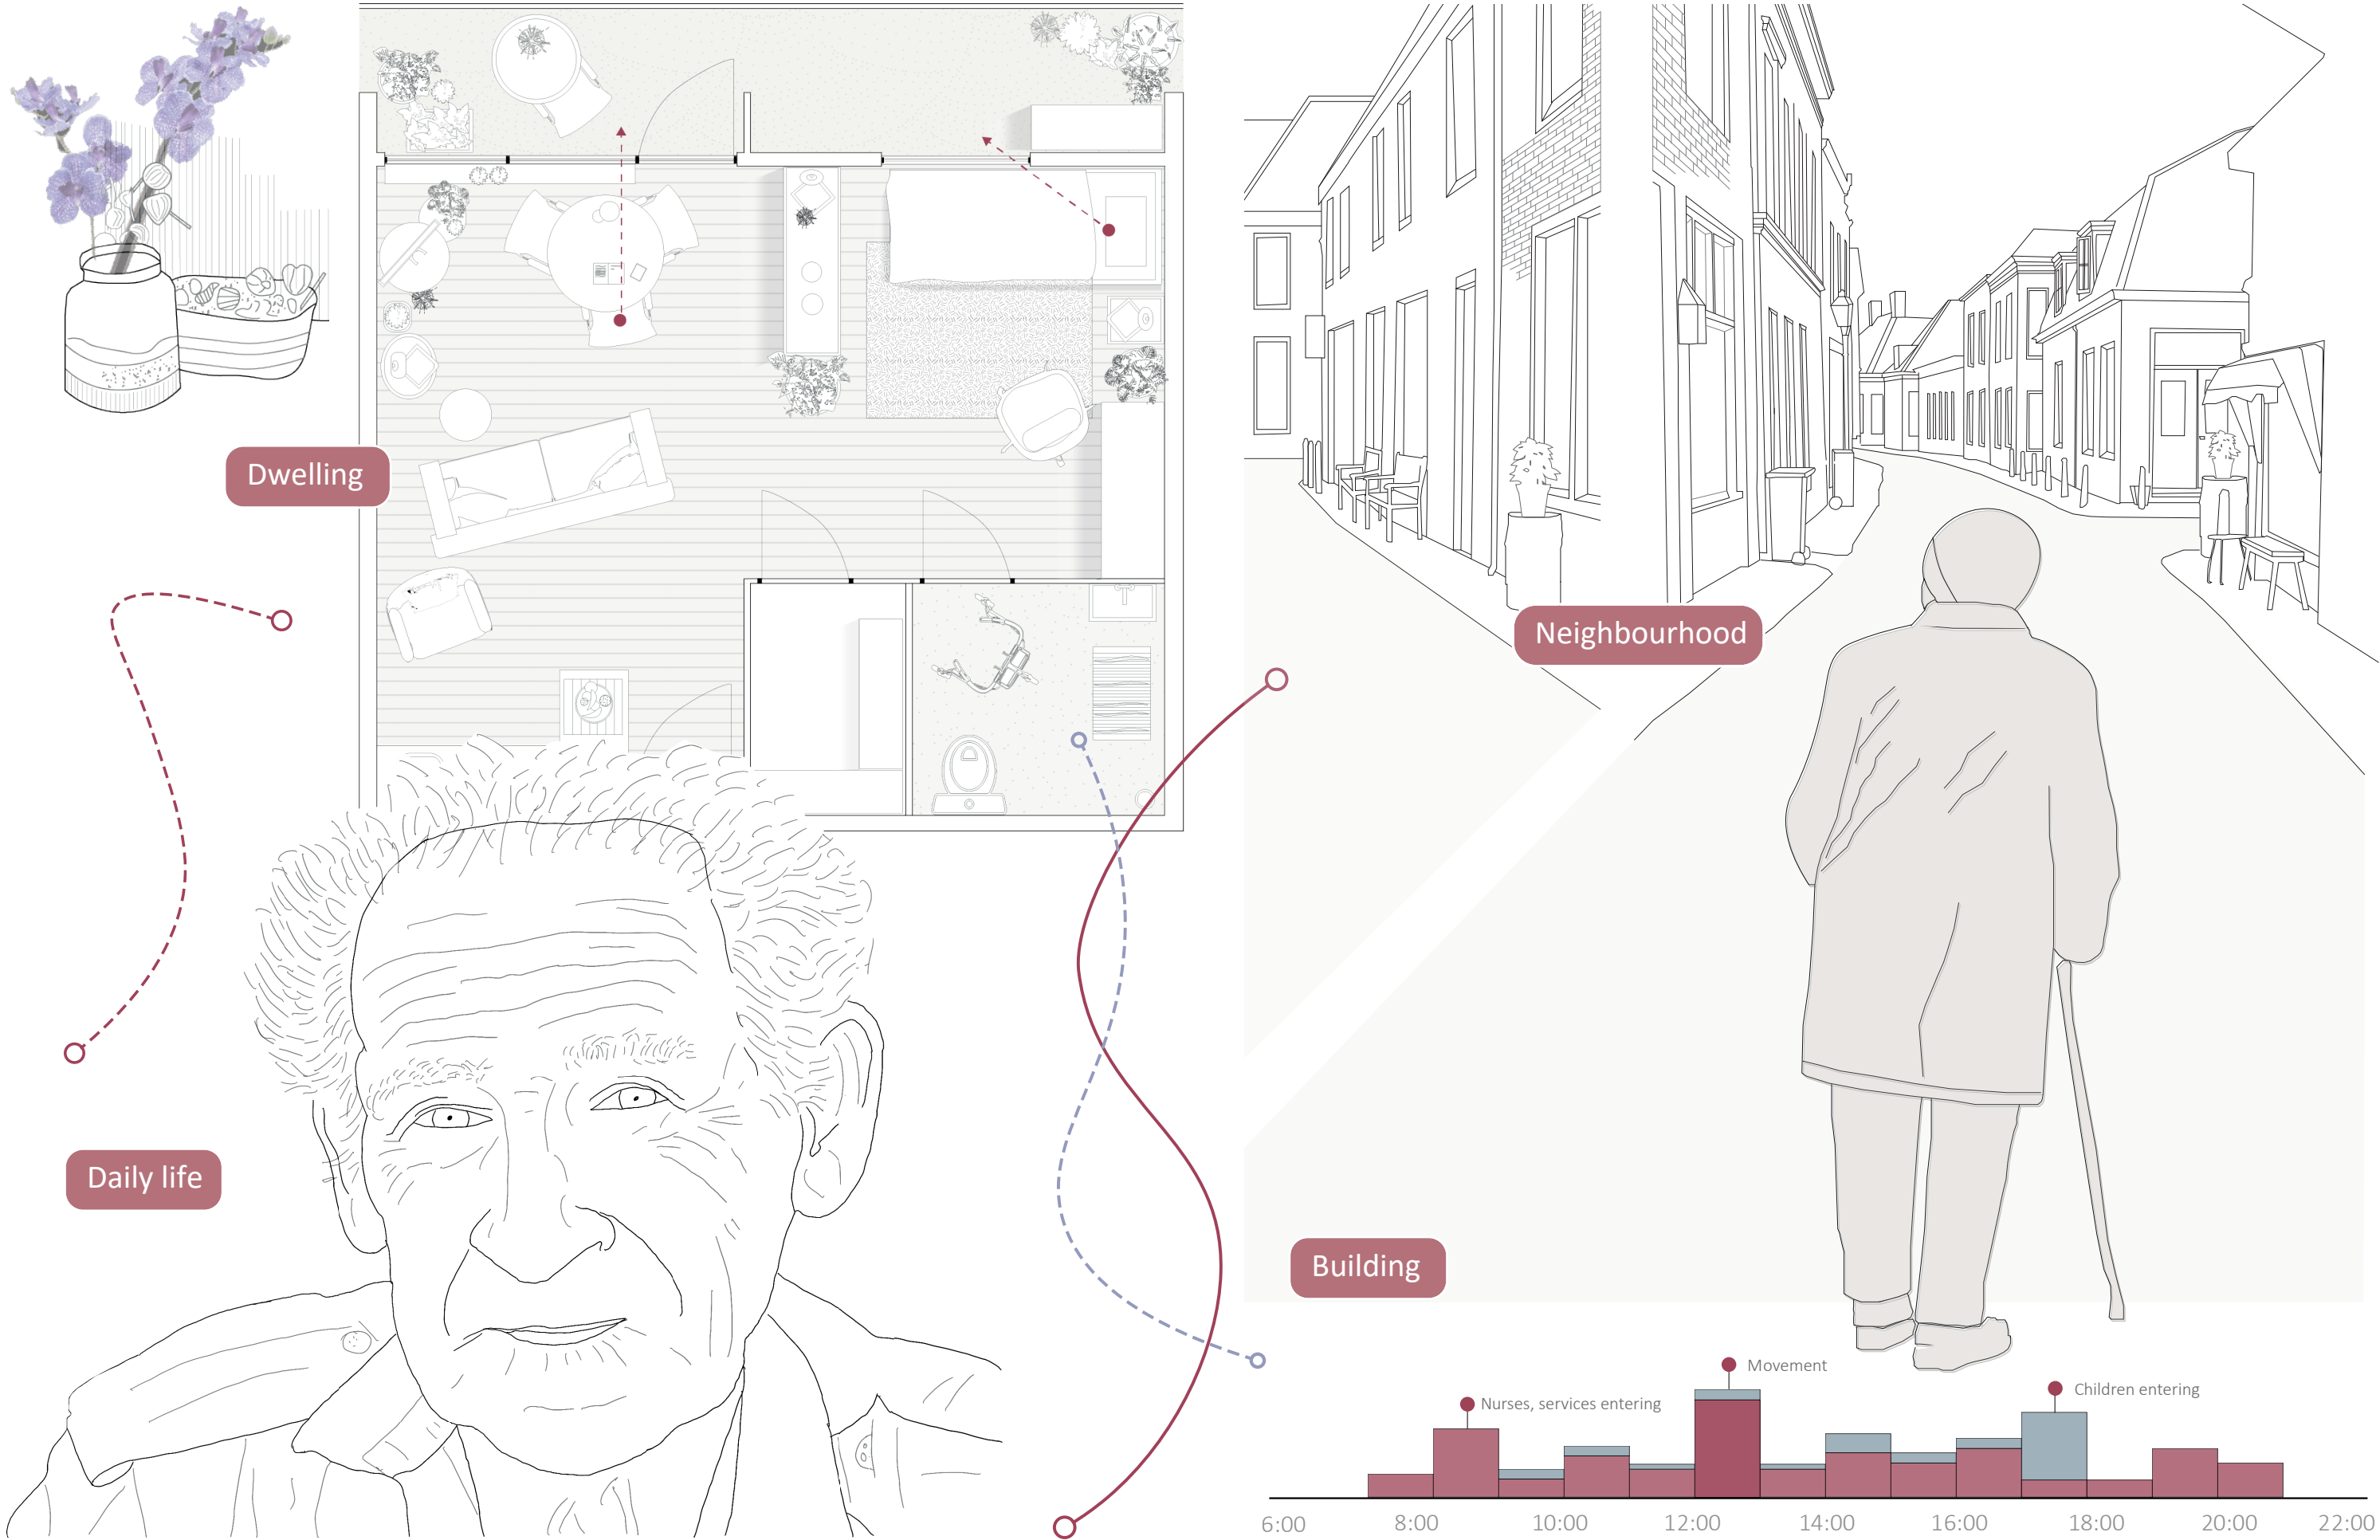 Dwelling
Neighbourhood
Daily life
Building
Movement
Children entering
Nurses, services entering
6:00 8:00 10:00 12:00 14:00 16:00 18:00 20:00 22:00